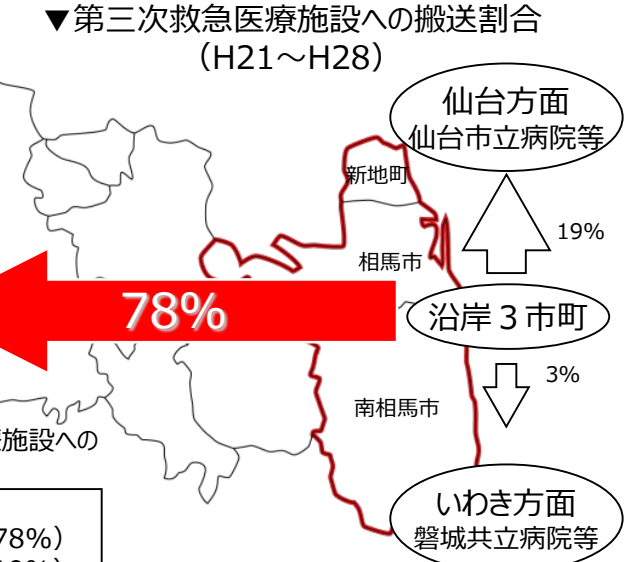 ▼第三次救急医療施設への搬送割合
（H21～H28）
仙台方面
仙台市立病院等
新地町
19%
相馬市
78%
沿岸３市町
3%
南相馬市
施設への
いわき方面
磐城共立病院等
78%）